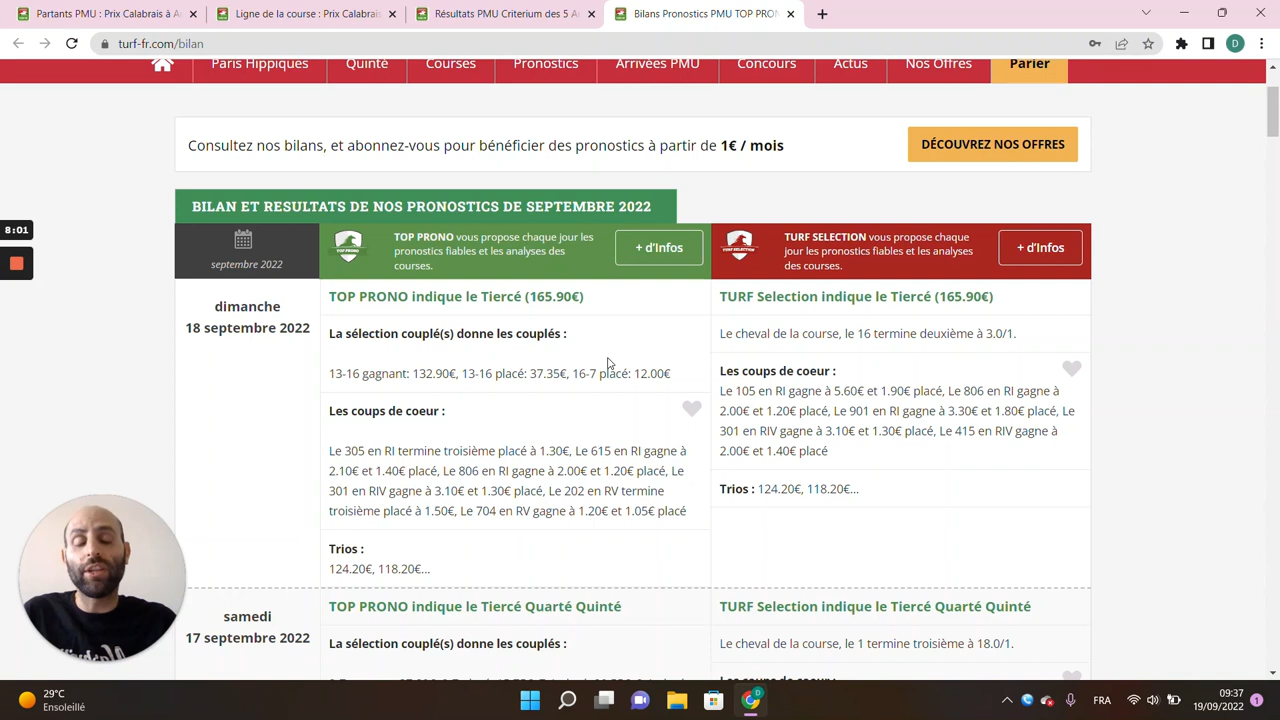 Partants PMU : Prix Calabrais à A
Ligne de la course : Prix Calabrais
Résultats PMU Criterium des 5 A
Bilans Pronostics PMU TOP PRON
turf-fr.com/bilan
D
Paris Hippiques
Quinté
Courses
Pronostics
Arrivées PMU
Concours
Actus
Nos Offres
Parier
Consultez nos bilans, et abonnez-vous pour bénéficier des pronostics à partir de 1€ / mois
DÉCOUVREZ NOS OFFRES
8:01
BILAN ET RESULTATS DE NOS PRONOSTICS DE SEPTEMBRE 2022
septembre 2022
TOP PRONO
TOP PRONO vous propose chaque jour les
pronostics fiables et les analyses des
courses.
+ d'Infos
TURF SELECTION
TURF SELECTION vous propose chaque
jour les pronostics fiables et les analyses
des courses.
+ d'Infos
dimanche
18 septembre 2022
TOP PRONO indique le Tiercé (165.90€)
La sélection couplé(s) donne les couplés :
13-16 gagnant: 132.90€, 13-16 placé: 37.35€, 16-7 placé: 12.00€
Les coups de coeur :
Le 305 en RI termine troisième placé à 1.30€, Le 615 en RI gagne à
2.10€ et 1.40€ placé, Le 806 en RI gagne à 2.00€ et 1.20€ placé, Le
301 en RIV gagne à 3.10€ et 1.30€ placé, Le 202 en RV termine
troisième placé à 1.50€, Le 704 en RV gagne à 1.20€ et 1.05€ placé
Trios :
124.20€, 118.20€...
TURF Selection indique le Tiercé (165.90€)
Le cheval de la course, le 16 termine deuxième à 3.0/1.
Les coups de coeur :
Le 105 en RI gagne à 5.60€ et 1.90€ placé, Le 806 en RI gagne à
2.00€ et 1.20€ placé, Le 901 en RI gagne à 3.30€ et 1.80€ placé, Le
301 en RIV gagne à 3.10€ et 1.30€ placé, Le 415 en RIV gagne à
2.00€ et 1.40€ placé
Trios : 124.20€, 118.20€...
samedi
17 septembre 2022
TOP PRONO indique le Tiercé Quarté Quinté
La sélection couplé(s) donne les couplés :
TURF Selection indique le Tiercé Quarté Quinté
Le cheval de la course, le 1 termine troisième à 18.0/1.
29°C
Ensoleillé
D
FRA
09:37
19/09/2022
1